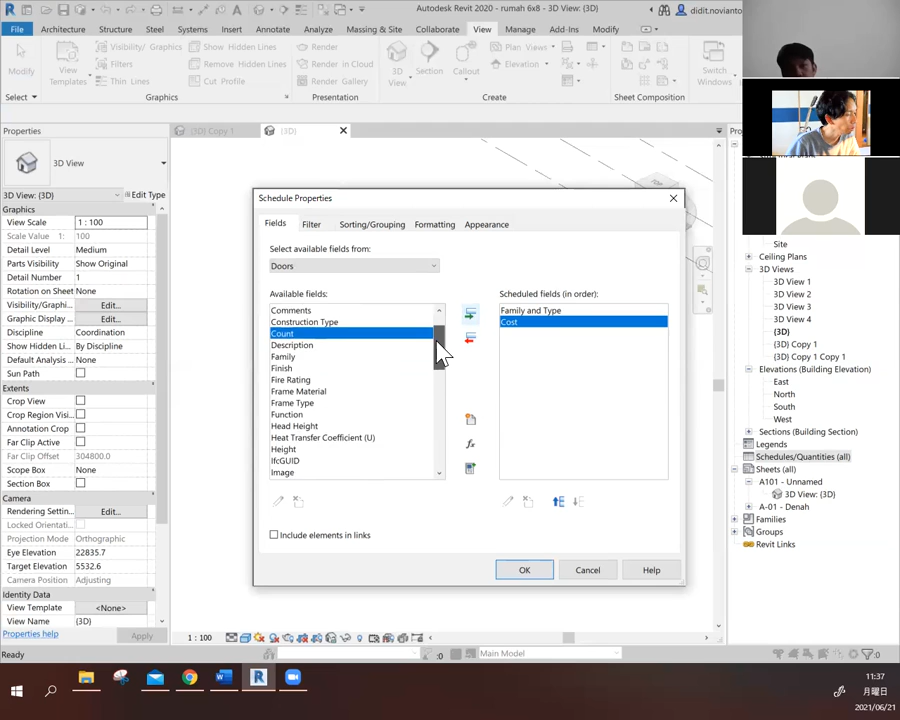 Autodesk Revit 2020 - rumah 6x8 - 3D View: {3D}
didit.novianto
File Architecture Structure Steel Systems Insert Annotate Analyze Massing & Site Collaborate View Manage Add-Ins Modify
Modify
View Templates
Visibility/ Graphics
Filters
Thin Lines
Show Hidden Lines
Remove Hidden Lines
Cut Profile
Render
Render in Cloud
Render Gallery
3D View
Section
Callout
Plan Views
Elevation
Switch Windows
Select
Graphics
Presentation
Create
Sheet Composition
Properties
{3D} Copy 1
{3D}
3D View
3D View: {3D}
Edit Type
Graphics
View Scale 1 : 100
Scale Value 1: 100
Detail Level Medium
Parts Visibility Show Original
Detail Number 1
Rotation on Sheet None
Visibility/Graphi... Edit...
Graphic Display ... Edit...
Discipline Coordination
Show Hidden L... By Discipline
Default Analysis ... None
Sun Path
Extents
Crop View
Crop Region Visi...
Annotation Crop
Far Clip Active
Far Clip Offset 304800.0
Scope Box None
Section Box
Camera
Rendering Settin... Edit...
Locked Orientati...
Projection Mode Orthographic
Eye Elevation 22835.7
Target Elevation 5532.6
Camera Position Adjusting
Identity Data
View Template <None>
View Name {3D}
Properties help
Apply
Schedule Properties
Fields Filter Sorting/Grouping Formatting Appearance
Select available fields from:
Doors
Available fields:
Comments
Construction Type
Count
Description
Family
Finish
Fire Rating
Frame Material
Frame Type
Function
Head Height
Heat Transfer Coefficient (U)
Height
IfcGUID
Image
Scheduled fields (in order):
Family and Type
Cost
Include elements in links
OK Cancel Help
Site
Ceiling Plans
3D Views
3D View 1
3D View 2
3D View 3
3D View 4
{3D}
{3D} Copy 1
{3D} Copy 1 Copy 1
Elevations (Building Elevation)
East
North
South
West
Sections (Building Section)
Legends
Schedules/Quantities (all)
Sheets (all)
A101 - Unnamed
3D View: {3D}
A-01 - Denah
Families
Groups
Revit Links
1 : 100
Ready
:0
Main Model
:0
11:37
月曜日
2021/06/21